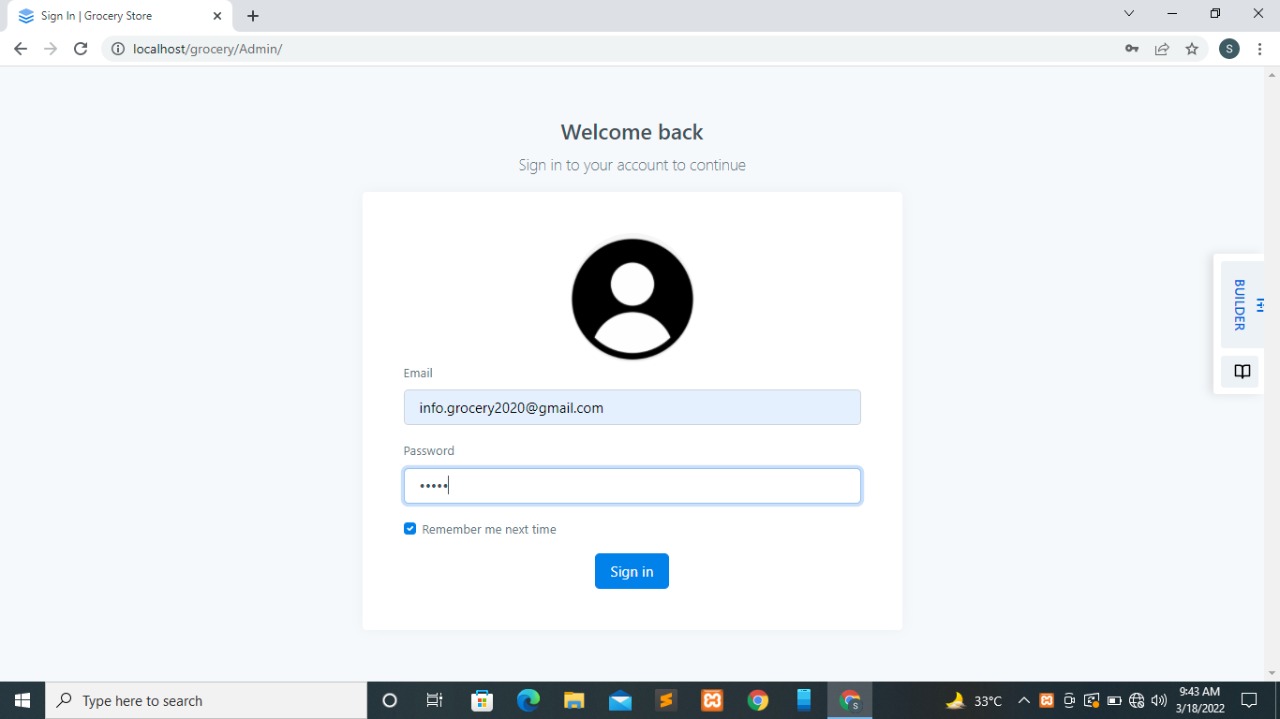 Sign In | Grocery Store
localhost/grocery/Admin/
S
Welcome back
Sign in to your account to continue
BUILDER
Email
info.grocery2020@gmail.com
Password
•••••
Remember me next time
Sign in
Type here to search
33°C
9:43 AM
3/18/2022